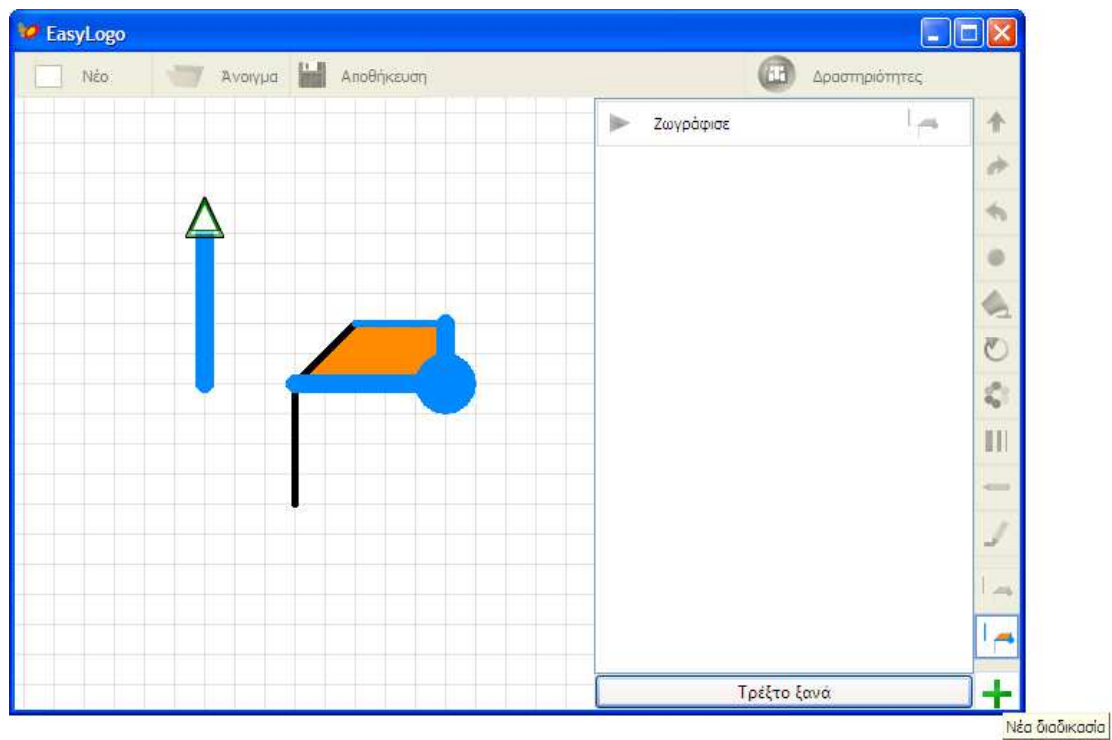 EasyLogo
Νέο Άνοιγμα Αποθήκευση Δραστηριότητες
Ζωγράφισε
Τρέξτο ξανά
Νέα διαδικασία